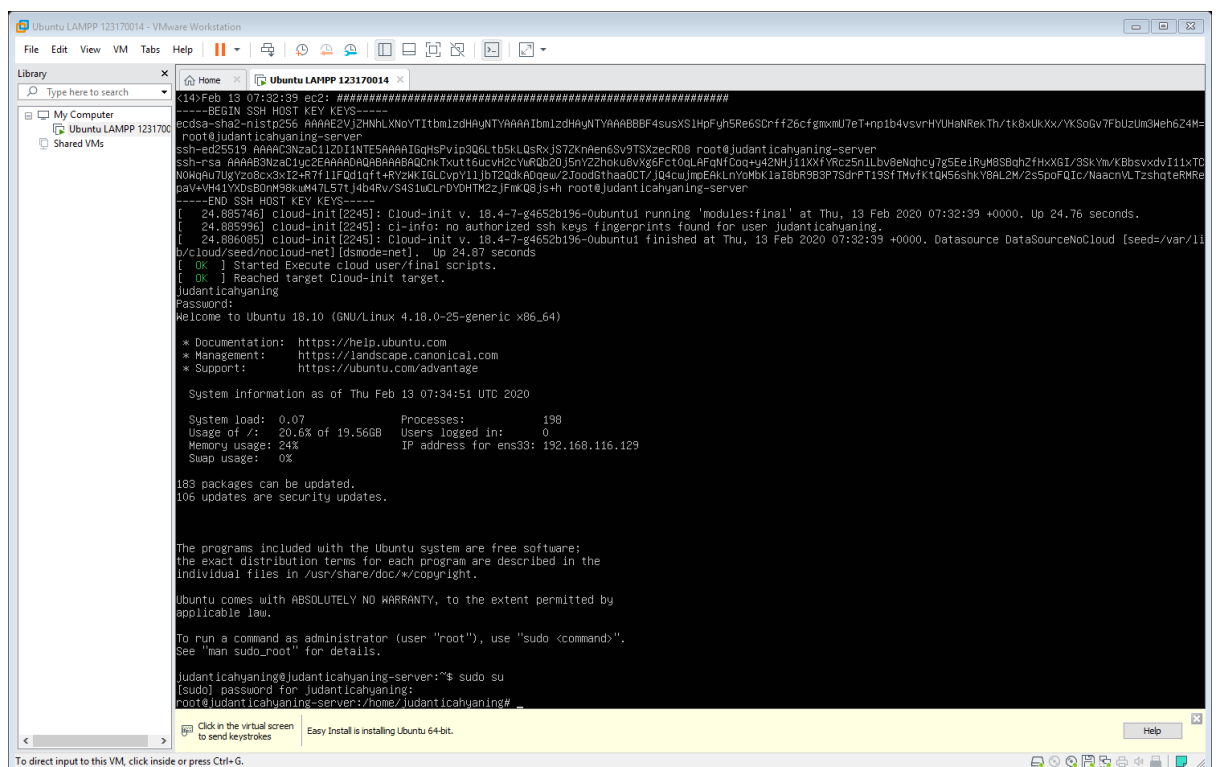 Ubuntu LAMPP 123170014 - VMware Workstation
File Edit View VM Tabs Help
Library
Home
Ubuntu LAMPP 123170014
Type here to search
My Computer
Ubuntu LAMPP 1231700
Shared VMs
<14>Feb 13 07:32:39 ec2: #############################################################
-----BEGIN SSH HOST KEY KEYS-----
ecdsa-sha2-nistp256
root@judanticahyaning-server
ssh-ed25519 root@judanticahyaning-server
ssh-rsa
root@judanticahyaning-server
-----END SSH HOST KEY KEYS-----
[   24.885746] cloud-init[2245]: Cloud-init v. 18.4-7-g4652b196-0ubuntu1 running 'modules:final' at Thu, 13 Feb 2020 07:32:39 +0000. Up 24.76 seconds.
[   24.885996] cloud-init[2245]: ci-info: no authorized ssh keys fingerprints found for user judanticahyaning.
[   24.886085] cloud-init[2245]: Cloud-init v. 18.4-7-g4652b196-0ubuntu1 finished at Thu, 13 Feb 2020 07:32:39 +0000. Datasource DataSourceNoCloud [seed=/var/li
b/cloud/seed/nocloud-net][dsmode=net].  Up 24.87 seconds
[  OK  ] Started Execute cloud user/final scripts.
[  OK  ] Reached target Cloud-init target.
judanticahyaning
Password:
Welcome to Ubuntu 18.10 (GNU/Linux 4.18.0-25-generic x86_64)
* Documentation:  https://help.ubuntu.com
* Management:     https://landscape.canonical.com
* Support:        https://ubuntu.com/advantage
System information as of Thu Feb 13 07:34:51 UTC 2020
System load:  0.07              Processes:            198
Usage of /:   20.6% of 19.56GB  Users logged in:      0
Memory usage: 24%               IP address for ens33: 192.168.116.129
Swap usage:   0%
183 packages can be updated.
106 updates are security updates.
The programs included with the Ubuntu system are free software;
the exact distribution terms for each program are described in the
individual files in /usr/share/doc/*/copyright.
Ubuntu comes with ABSOLUTELY NO WARRANTY, to the extent permitted by
applicable law.
To run a command as administrator (user "root"), use "sudo <command>".
See "man sudo_root" for details.
judanticahyaning@judanticahyaning-server:~$ sudo su
[sudo] password for judanticahyaning:
root@judanticahyaning-server:/home/judanticahyaning# _
Click in the virtual screen
to send keystrokes
Easy Install is installing Ubuntu 64-bit.
Help
To direct input to this VM, click inside or press Ctrl+G.